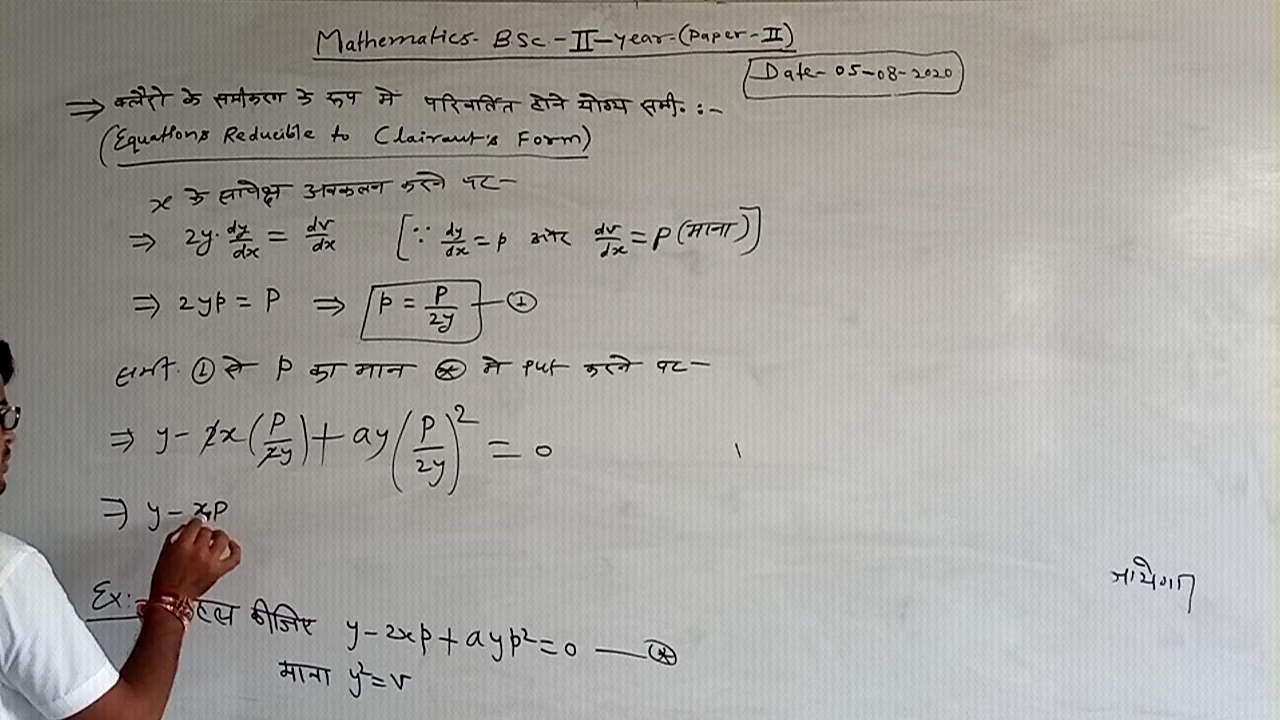 Mathematics- BSc.-II-year-(Paper-II)
Date-05-08-2020
⇒ क्लैरो के समीकरण के रूप में परिवर्तित होने योग्य समी. :-
(Equations Reducible to Clairaut's Form)
x के सापेक्ष अवकलन करने पर-
⇒ 2y.dy/dx = dv/dx [∵ dy/dx = p और dv/dx = P (माना)]
⇒ 2yp = P ⇒ p = P/2y —①
समी. ① से p का मान ⊛ में put करने पर-
⇒ y - 2x(P/2y) + ay(P/2y)² = 0
⇒ y - xP
जायेगा
Ex:- हल कीजिए y - 2xp + ayp² = 0 —⊛
माना y² = v